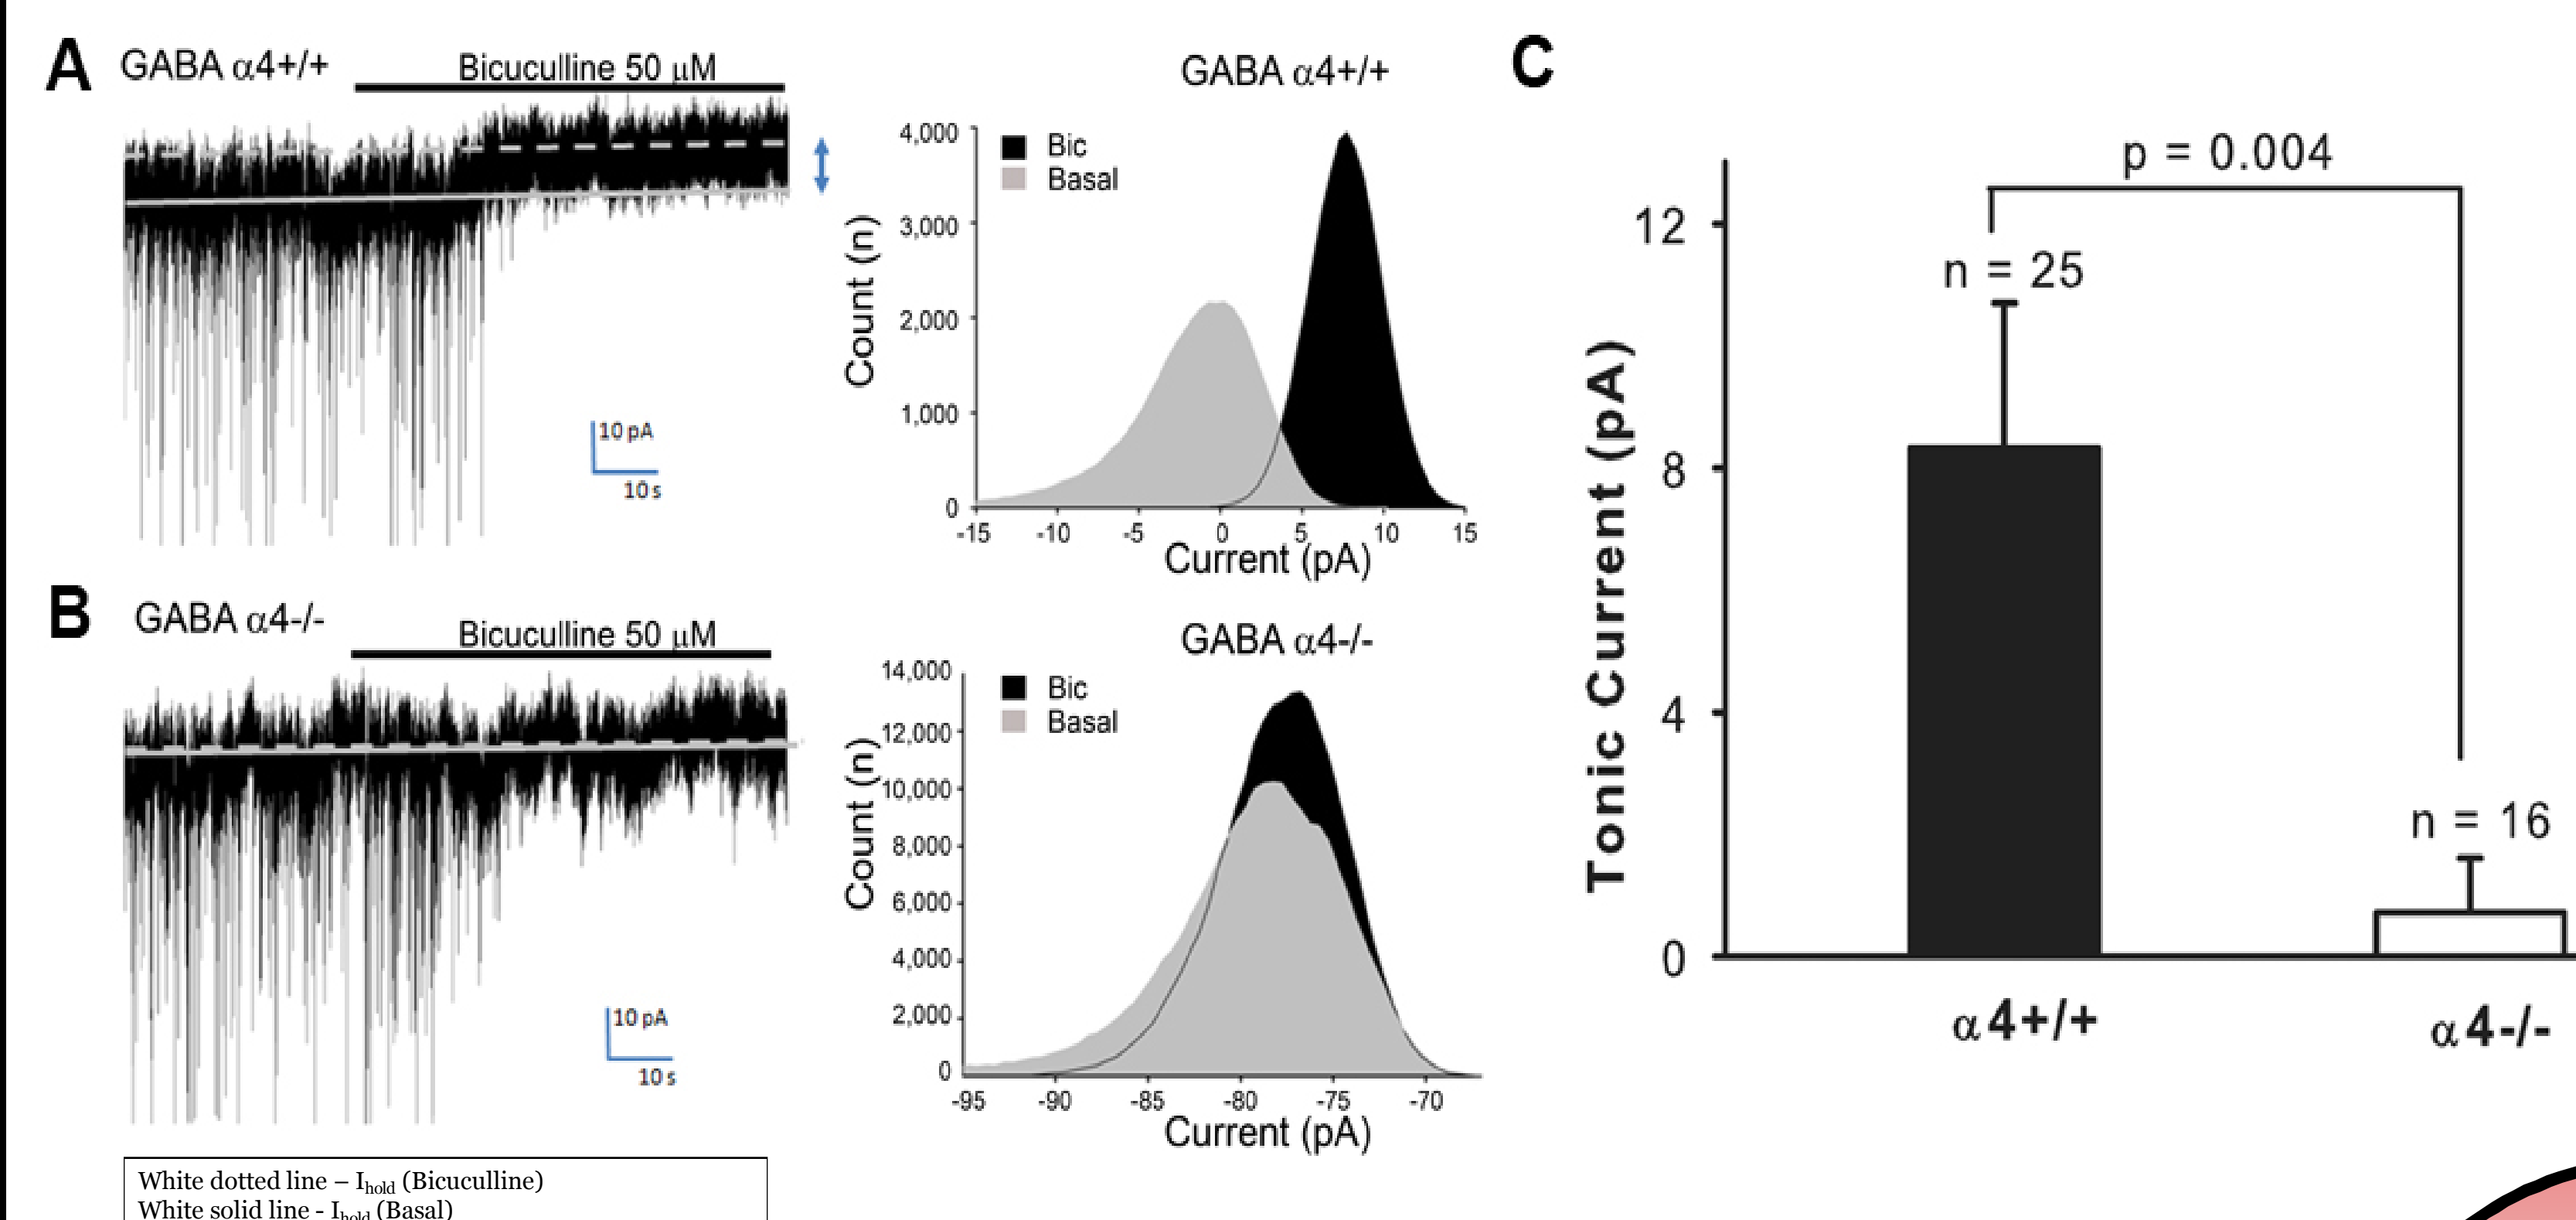 A
GABA α4+/+
Bicuculline 50 μM
10 pA
10 s
GABA α4+/+
Bic
Basal
Count (n)
4,000
3,000
2,000
1,000
0
-15 -10 -5 0 5 10 15
Current (pA)
B
GABA α4-/-
Bicuculline 50 μM
10 pA
10 s
GABA α4-/-
Bic
Basal
Count (n)
14,000
12,000
10,000
8,000
6,000
4,000
2,000
0
-95 -90 -85 -80 -75 -70
Current (pA)
White dotted line – Ihold (Bicuculline)
White solid line - Ihold (Basal)
C
p = 0.004
n = 25
n = 16
Tonic Current (pA)
12
8
4
0
α4+/+
α4-/-